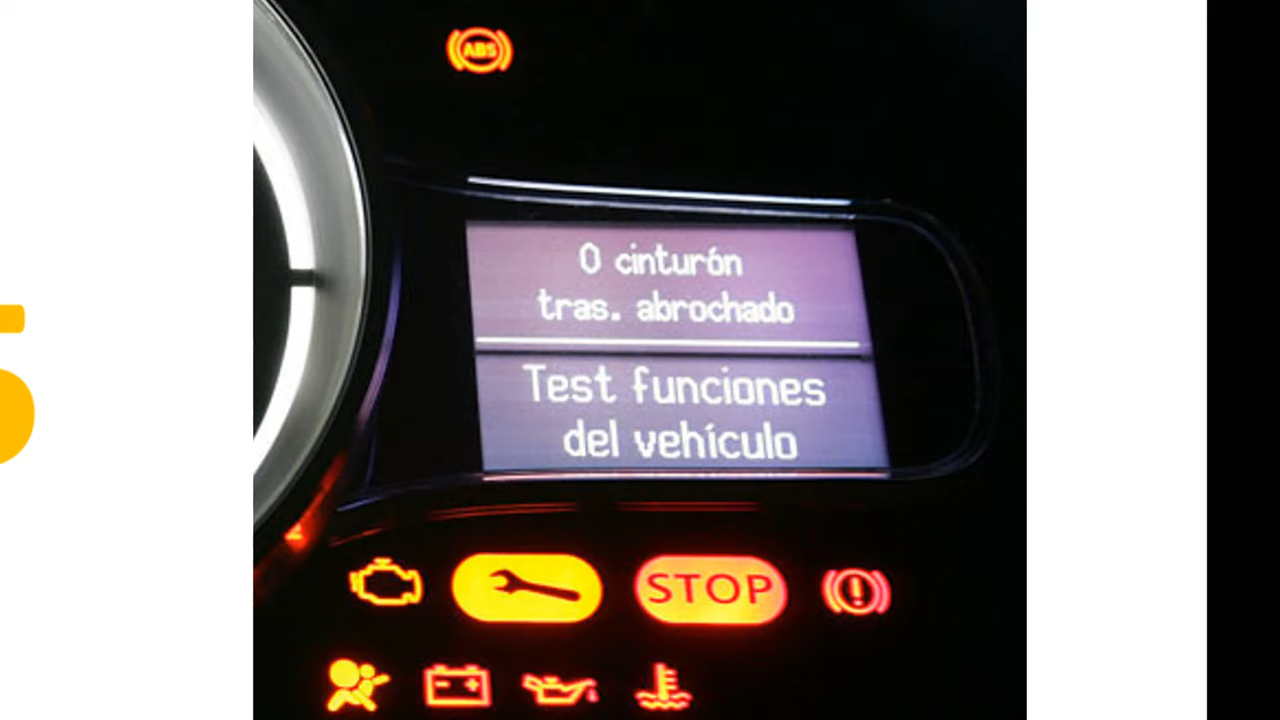 ABS
0 cinturón
tras. abrochado
Test funciones
del vehículo
STOP